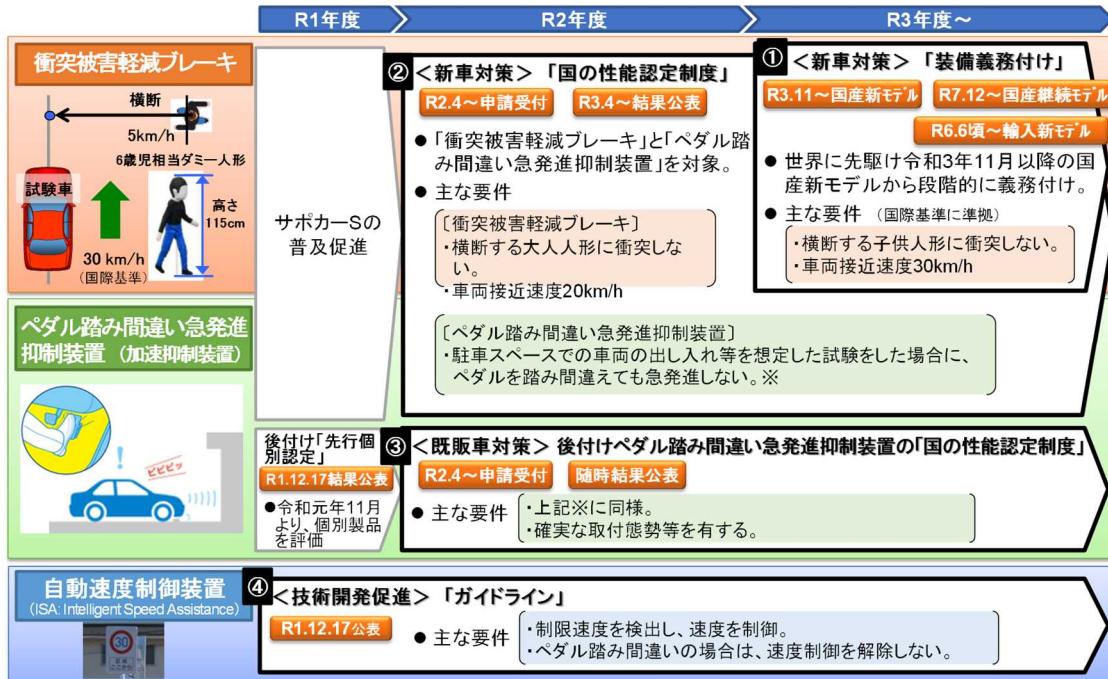 R1年度
R2年度
R3年度～
衝突被害軽減ブレーキ
横断
5km/h
6歳児相当ダミー人形
試験車
高さ
115cm
30 km/h
(国際基準)
サポカーSの
普及促進
②
＜新車対策＞ 「国の性能認定制度」
R2.4～申請受付
R3.4～結果公表
●「衝突被害軽減ブレーキ」と「ペダル踏
み間違い急発進抑制装置」を対象。
● 主な要件
〔衝突被害軽減ブレーキ〕
・横断する大人人形に衝突しな
い。
・車両接近速度20km/h
〔ペダル踏み間違い急発進抑制装置〕
・駐車スペースでの車両の出し入れ等を想定した試験をした場合に、
ペダルを踏み間違えても急発進しない。※
①
＜新車対策＞ 「装備義務付け」
R3.11～国産新モデル
R7.12～国産継続モデル
R6.6頃～輸入新モデル
● 世界に先駆け令和3年11月以降の国
産新モデルから段階的に義務付け。
● 主な要件 （国際基準に準拠）
・横断する子供人形に衝突しない。
・車両接近速度30km/h
ペダル踏み間違い急発進
抑制装置 （加速抑制装置）
！
ピピピッ
後付け「先行個
別認定」
R1.12.17結果公表
●令和元年11月
より、個別製品
を評価
③
＜既販車対策＞ 後付けペダル踏み間違い急発進抑制装置の「国の性能認定制度」
R2.4～申請受付
随時結果公表
● 主な要件
・上記※に同様。
・確実な取付態勢等を有する。
自動速度制御装置
(ISA: Intelligent Speed Assistance)
30
④
＜技術開発促進＞ 「ガイドライン」
R1.12.17公表
● 主な要件
・制限速度を検出し、速度を制御。
・ペダル踏み間違いの場合は、速度制御を解除しない。